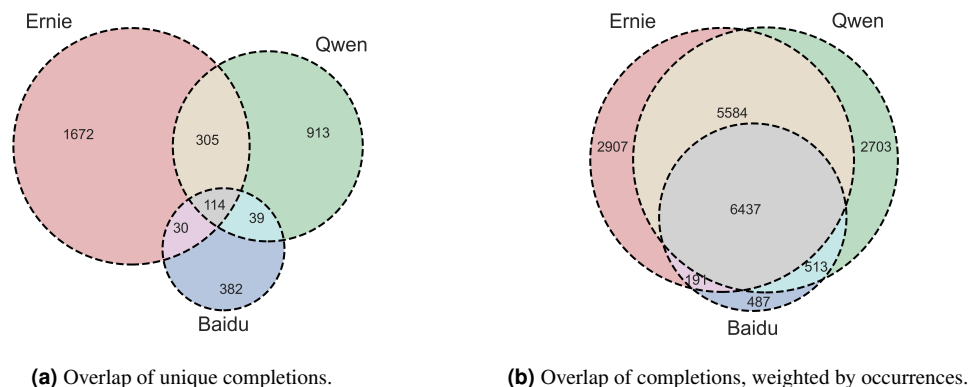 Ernie
Qwen
1672
305
913
114
30
39
382
Baidu
(a) Overlap of unique completions.
Ernie
Qwen
5584
2907
2703
6437
191
513
487
Baidu
(b) Overlap of completions, weighted by occurrences.